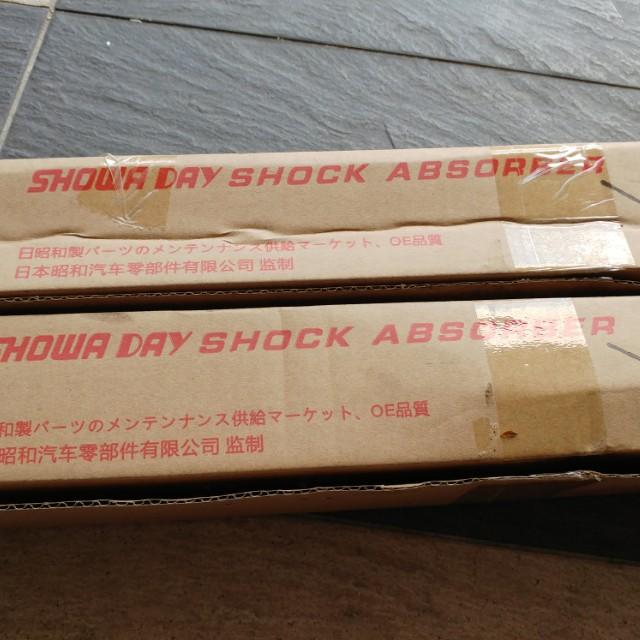 SHOWA DAY SHOCK ABSORBER
日昭和製パーツのメンテンナンス供給マーケット、OE品質
日本昭和汽车零部件有限公司 监制
SHOWA DAY SHOCK ABSORBER
和製パーツのメンテンナンス供給マーケット、OE品質
昭和汽车零部件有限公司 监制